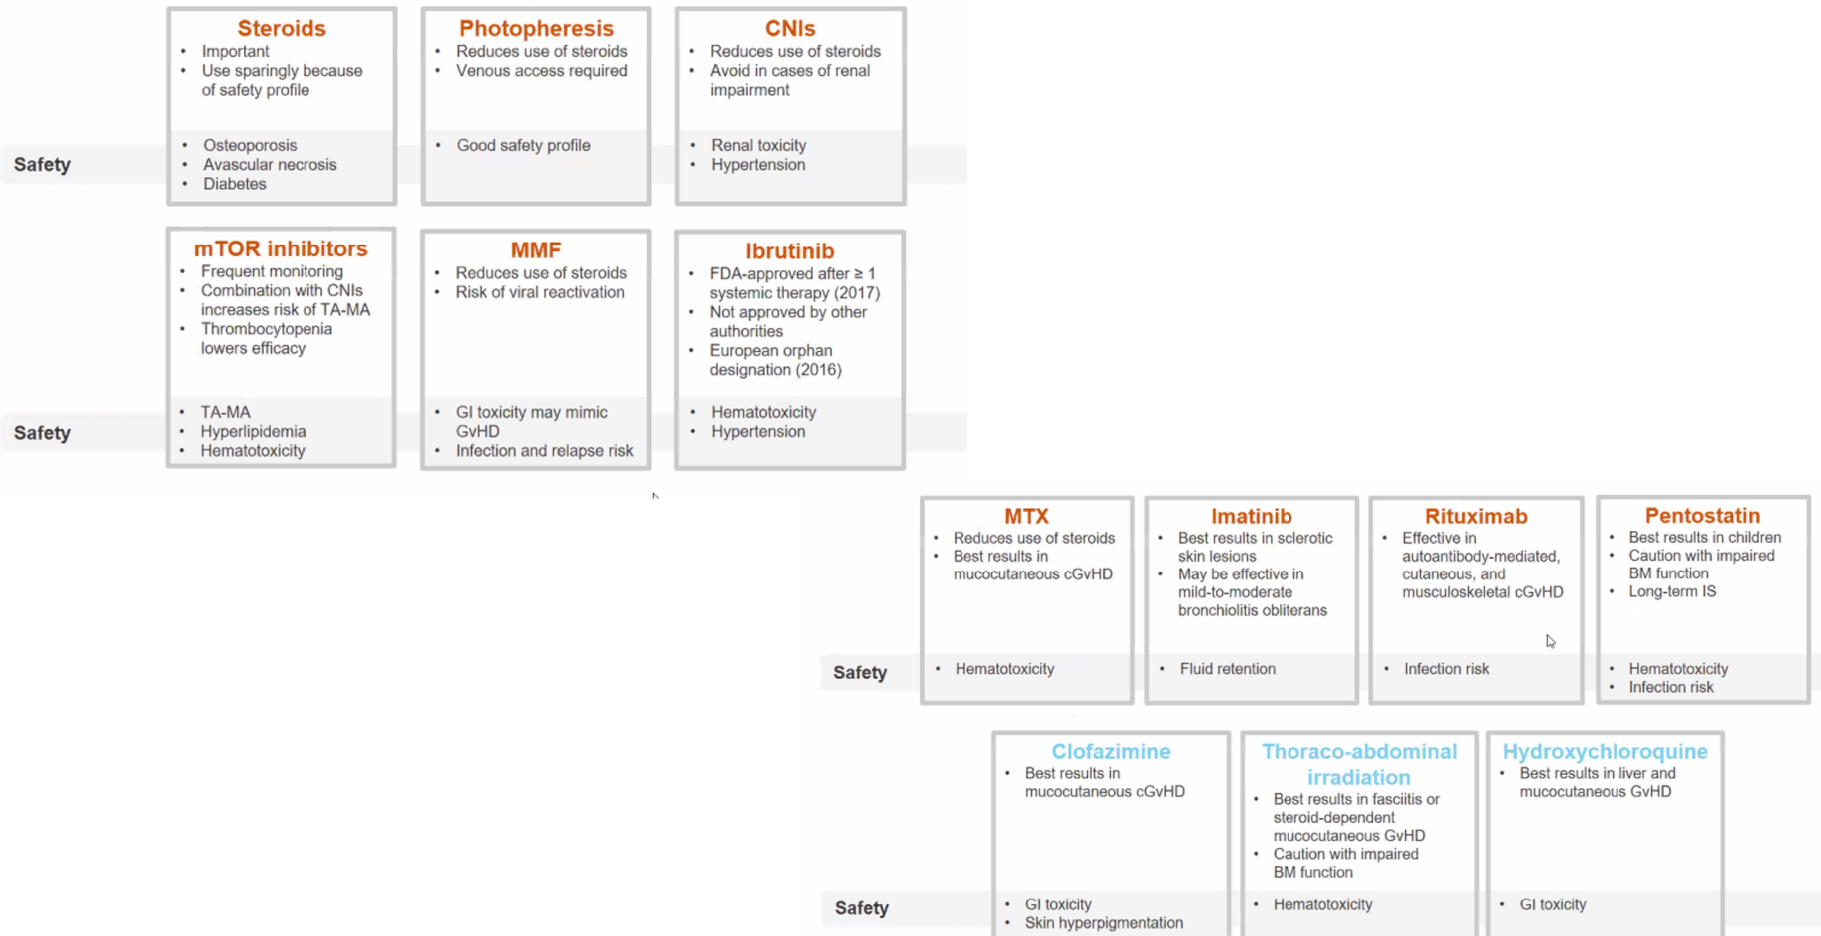 Steroids
• Important
• Use sparingly because
of safety profile
Safety
• Osteoporosis
• Avascular necrosis
• Diabetes
Photopheresis
• Reduces use of steroids
• Venous access required
• Good safety profile
CNIs
• Reduces use of steroids
• Avoid in cases of renal
impairment
• Renal toxicity
• Hypertension
mTOR inhibitors
• Frequent monitoring
• Combination with CNIs
increases risk of TA-MA
• Thrombocytopenia
lowers efficacy
Safety
• TA-MA
• Hyperlipidemia
• Hematotoxicity
MMF
• Reduces use of steroids
• Risk of viral reactivation
• GI toxicity may mimic
GvHD
• Infection and relapse risk
Ibrutinib
• FDA-approved after ≥ 1
systemic therapy (2017)
• Not approved by other
authorities
• European orphan
designation (2016)
• Hematotoxicity
• Hypertension
MTX
• Reduces use of steroids
• Best results in
mucocutaneous cGvHD
Safety
• Hematotoxicity
Imatinib
• Best results in sclerotic
skin lesions
• May be effective in
mild-to-moderate
bronchiolitis obliterans
• Fluid retention
Rituximab
• Effective in
autoantibody-mediated,
cutaneous, and
musculoskeletal cGvHD
• Infection risk
Pentostatin
• Best results in children
• Caution with impaired
BM function
• Long-term IS
• Hematotoxicity
• Infection risk
Clofazimine
• Best results in
mucocutaneous cGvHD
Safety
• GI toxicity
• Skin hyperpigmentation
Thoraco-abdominal
irradiation
• Best results in fasciitis or
steroid-dependent
mucocutaneous GvHD
• Caution with impaired
BM function
• Hematotoxicity
Hydroxychloroquine
• Best results in liver and
mucocutaneous GvHD
• GI toxicity